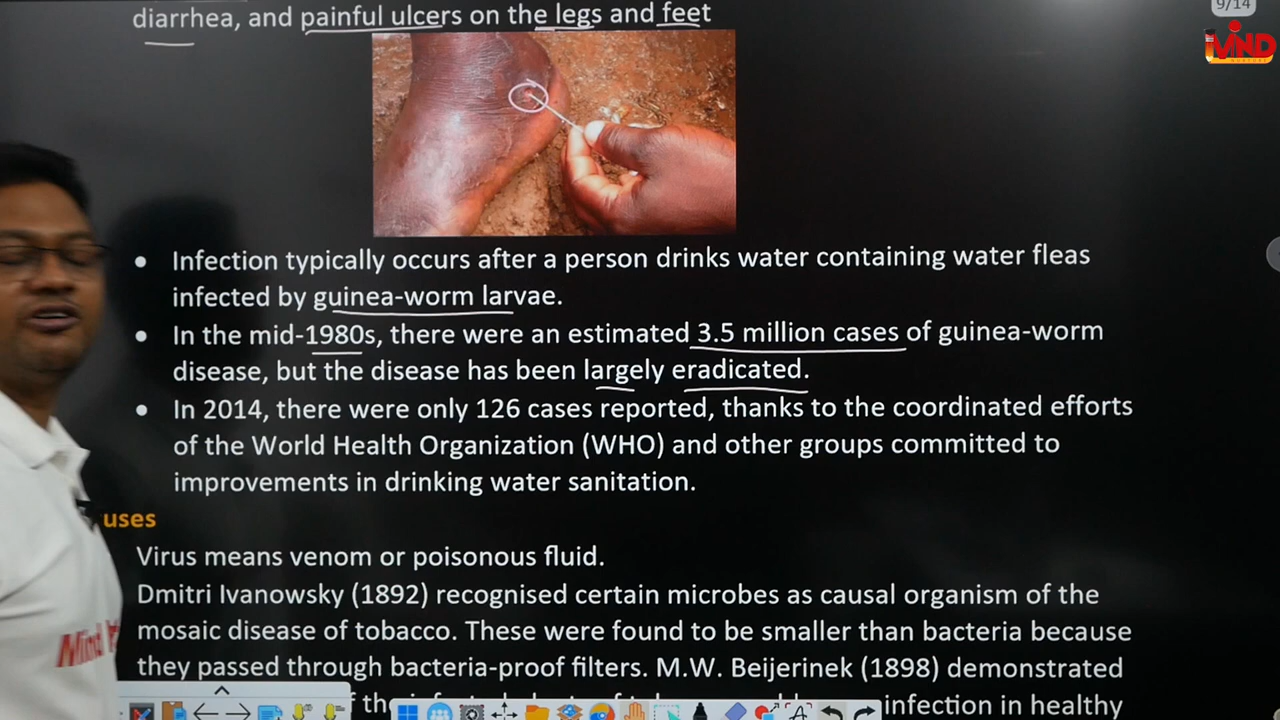 9/14
MIND
diarrhea, and painful ulcers on the legs and feet
Infection typically occurs after a person drinks water containing water fleas
infected by guinea-worm larvae.
In the mid-1980s, there were an estimated 3.5 million cases of guinea-worm
disease, but the disease has been largely eradicated.
In 2014, there were only 126 cases reported, thanks to the coordinated efforts
of the World Health Organization (WHO) and other groups committed to
improvements in drinking water sanitation.
uses
Virus means venom or poisonous fluid.
Dmitri Ivanowsky (1892) recognised certain microbes as causal organism of the
mosaic disease of tobacco. These were found to be smaller than bacteria because
they passed through bacteria-proof filters. M.W. Beijerinek (1898) demonstrated
infection in healthy
Mind